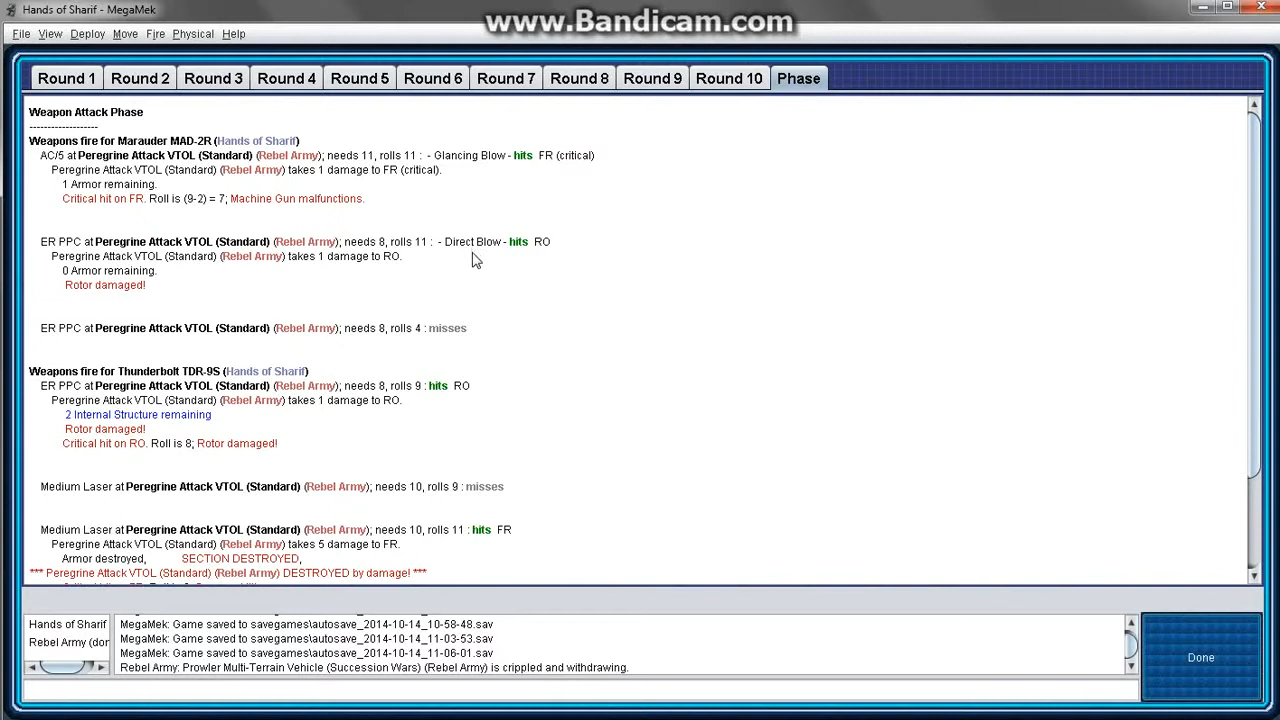 Hands of Sharif - MegaMek
www.Bandicam.com
File View Deploy Move Fire Physical Help
Round 1 Round 2 Round 3 Round 4 Round 5 Round 6 Round 7 Round 8 Round 9 Round 10 Phase
Weapon Attack Phase
-------------------
Weapons fire for Marauder MAD-2R (Hands of Sharif)
AC/5 at Peregrine Attack VTOL (Standard) (Rebel Army); needs 11, rolls 11 : - Glancing Blow - hits FR (critical)
Peregrine Attack VTOL (Standard) (Rebel Army) takes 1 damage to FR (critical).
1 Armor remaining.
Critical hit on FR. Roll is (9-2) = 7; Machine Gun malfunctions.
ER PPC at Peregrine Attack VTOL (Standard) (Rebel Army); needs 8, rolls 11 : - Direct Blow - hits RO
Peregrine Attack VTOL (Standard) (Rebel Army) takes 1 damage to RO.
0 Armor remaining.
Rotor damaged!
ER PPC at Peregrine Attack VTOL (Standard) (Rebel Army); needs 8, rolls 4 : misses
Weapons fire for Thunderbolt TDR-9S (Hands of Sharif)
ER PPC at Peregrine Attack VTOL (Standard) (Rebel Army); needs 8, rolls 9 : hits RO
Peregrine Attack VTOL (Standard) (Rebel Army) takes 1 damage to RO.
2 Internal Structure remaining
Rotor damaged!
Critical hit on RO. Roll is 8; Rotor damaged!
Medium Laser at Peregrine Attack VTOL (Standard) (Rebel Army); needs 10, rolls 9 : misses
Medium Laser at Peregrine Attack VTOL (Standard) (Rebel Army); needs 10, rolls 11 : hits FR
Peregrine Attack VTOL (Standard) (Rebel Army) takes 5 damage to FR.
Armor destroyed, SECTION DESTROYED,
*** Peregrine Attack VTOL (Standard) (Rebel Army) DESTROYED by damage! ***
Hands of Sharif
Rebel Army (don
MegaMek: Game saved to savegames\autosave_2014-10-14_10-58-48.sav
MegaMek: Game saved to savegames\autosave_2014-10-14_11-03-53.sav
MegaMek: Game saved to savegames\autosave_2014-10-14_11-06-01.sav
Rebel Army: Prowler Multi-Terrain Vehicle (Succession Wars) (Rebel Army) is crippled and withdrawing.
Done